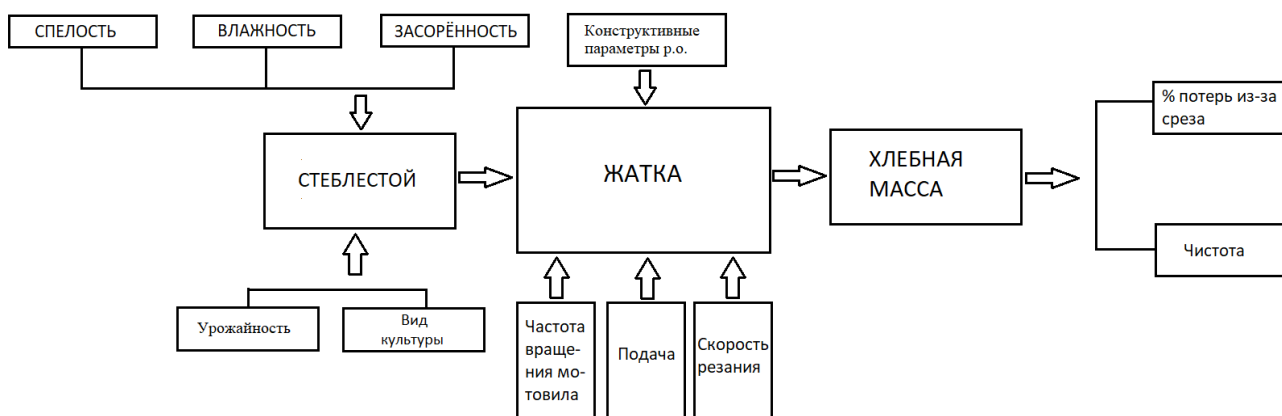 СПЕЛОСТЬ
ВЛАЖНОСТЬ
ЗАСОРЁННОСТЬ
Конструктивные
параметры р.о.
% потерь из-за
среза
СТЕБЛЕСТОЙ
ЖАТКА
ХЛЕБНАЯ
МАССА
Чистота
Урожайность
Вид
культуры
Частота
враще-
ния мо-
товила
Подача
Скорость
резания